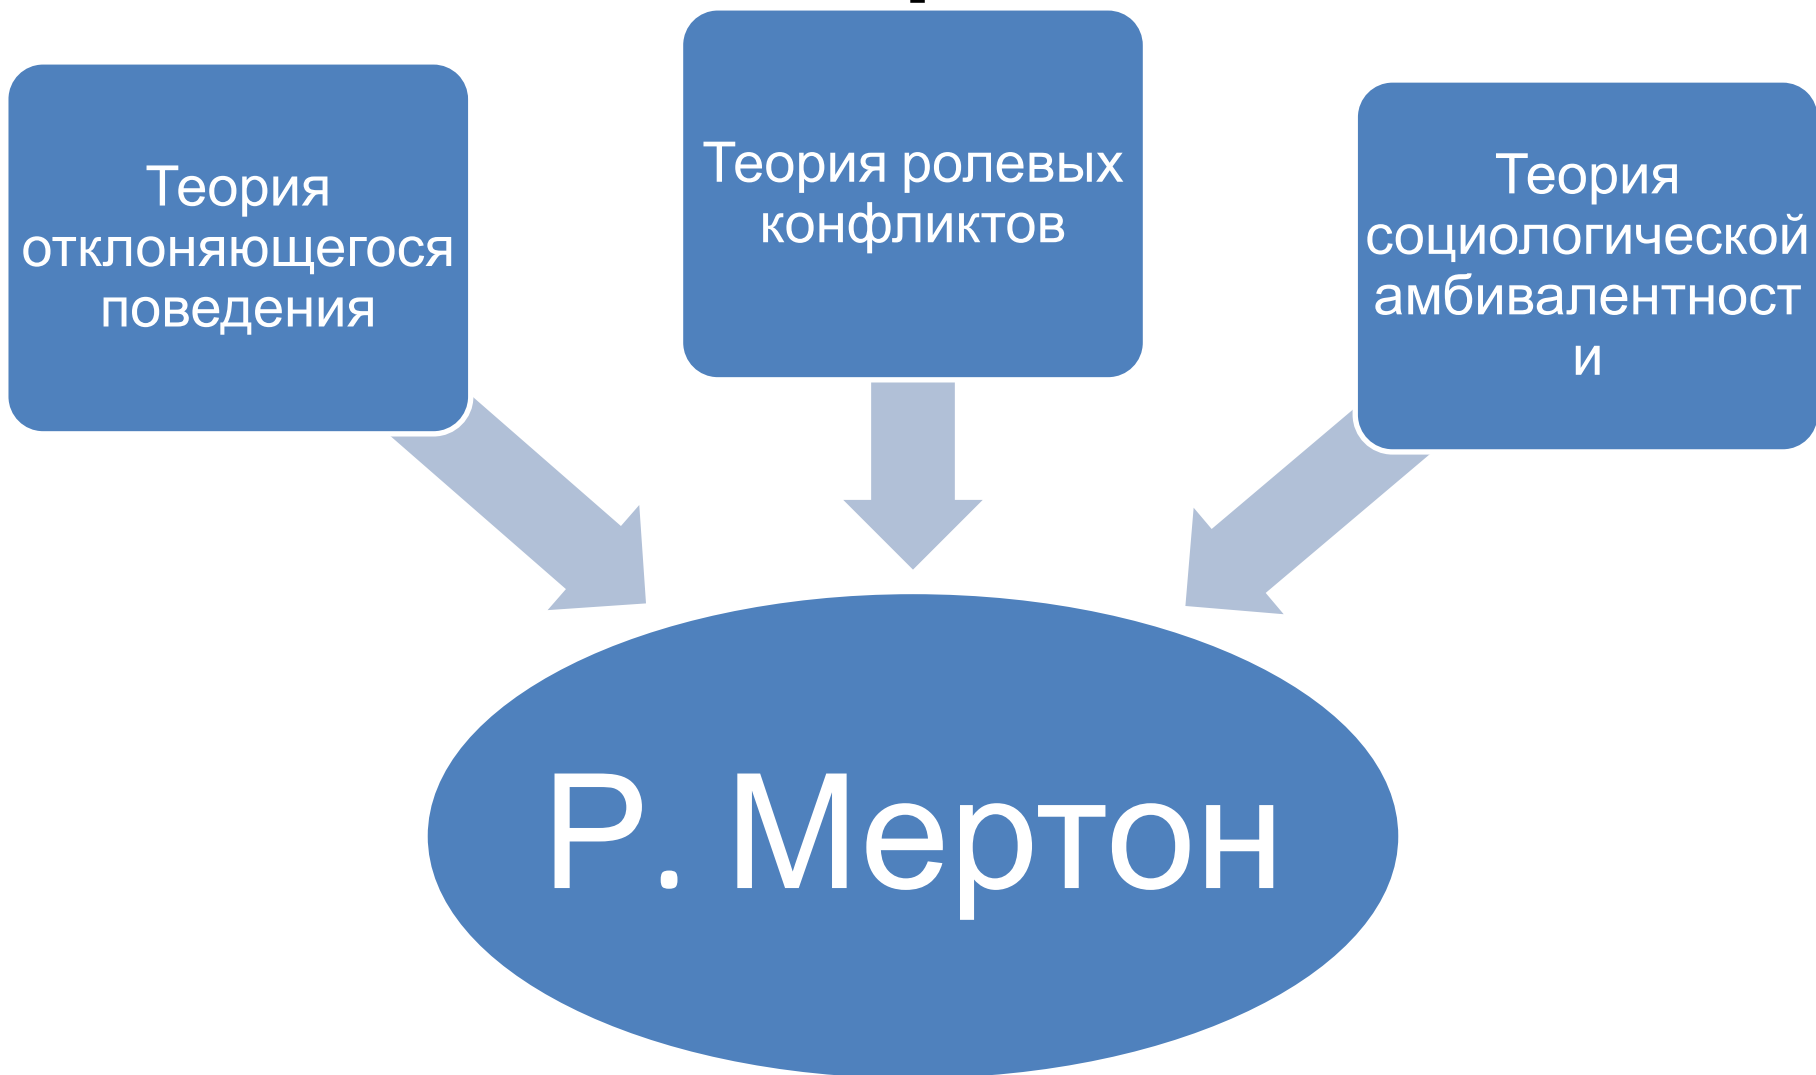 Теория
отклоняющегося
поведения
Теория ролевых
конфликтов
Теория
социологической
амбивалентност
и
Р. Мертон